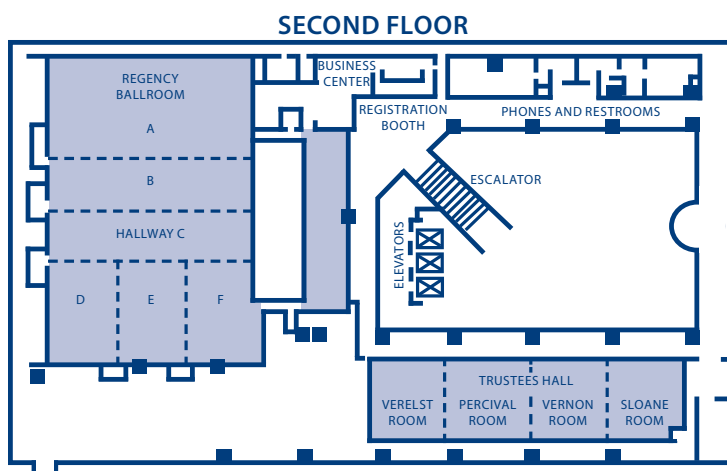 SECOND FLOOR
BUSINESS
CENTER
REGENCY
BALLROOM
A
REGISTRATION
BOOTH
PHONES AND RESTROOMS
B
ESCALATOR
HALLWAY C
ELEVATORS
D
E
F
TRUSTEES HALL
VERELST
ROOM
PERCIVAL
ROOM
VERNON
ROOM
SLOANE
ROOM